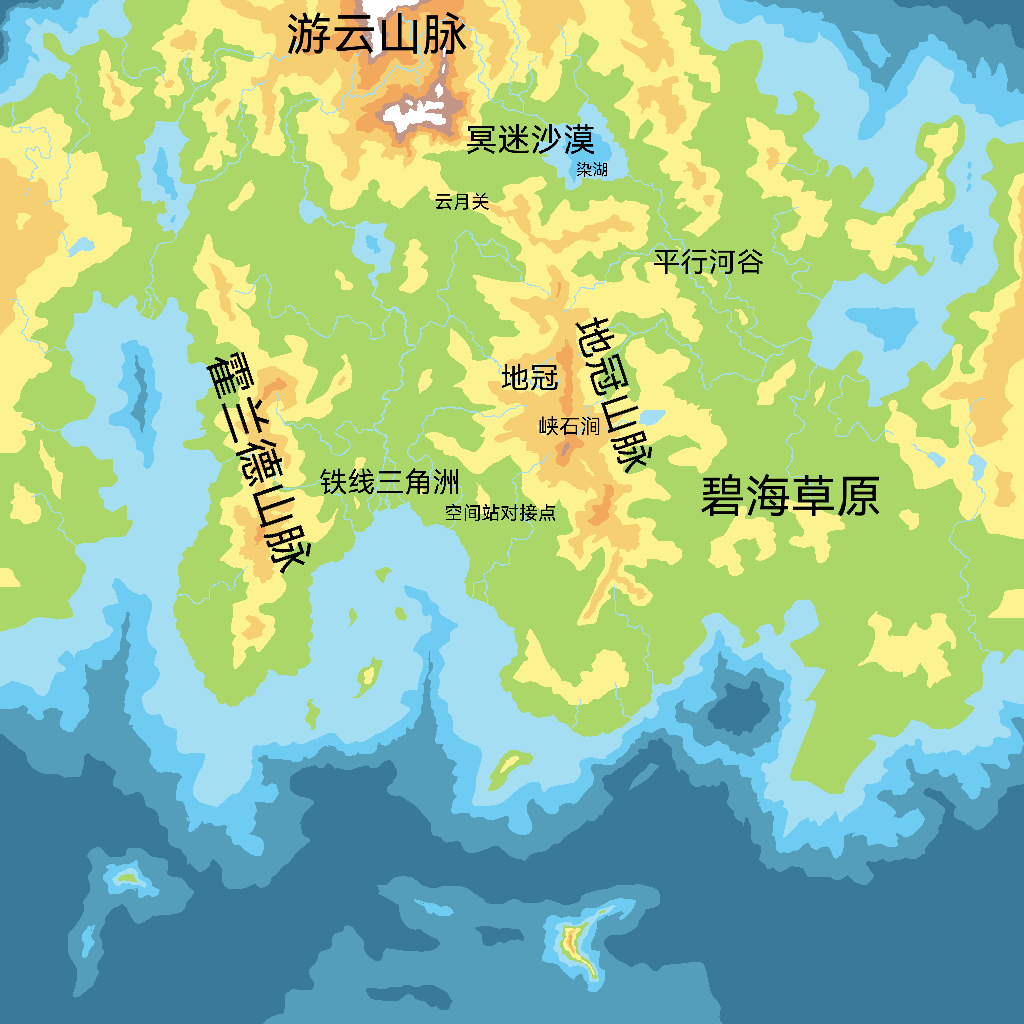 游云山脉
冥迷沙漠
染湖
云月关
平行河谷
地冠山脉
霍兰德山脉
地冠
峡石涧
铁线三角洲
碧海草原
空间站对接点